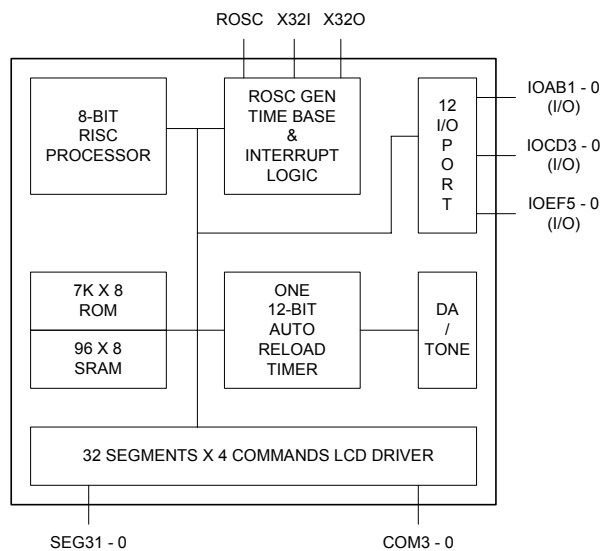 ROSC X32I X32O
8-BIT
RISC
PROCESSOR
ROSC GEN
TIME BASE
&
INTERRUPT
LOGIC
12
I/O
P
O
R
T
IOAB1 - 0
(I/O)
IOCD3 - 0
(I/O)
IOEF5 - 0
(I/O)
7K X 8
ROM
96 X 8
SRAM
ONE
12-BIT
AUTO
RELOAD
TIMER
DA
/
TONE
32 SEGMENTS X 4 COMMANDS LCD DRIVER
SEG31 - 0
COM3 - 0